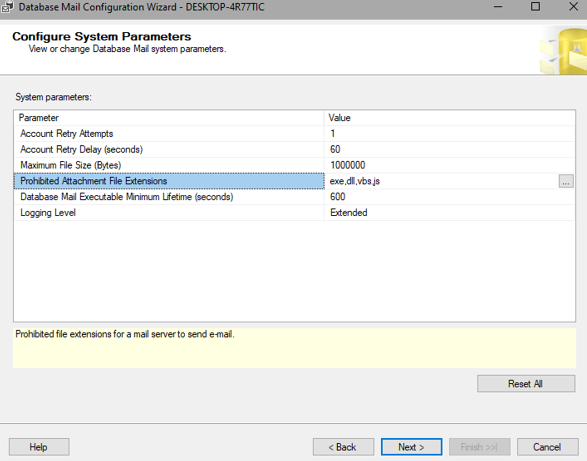 Database Mail Configuration Wizard - DESKTOP-4R77TIC
Configure System Parameters
View or change Database Mail system parameters.
System parameters:
Parameter Value
Account Retry Attempts 1
Account Retry Delay (seconds) 60
Maximum File Size (Bytes) 1000000
Prohibited Attachment File Extensions exe,dll,vbs,js ...
Database Mail Executable Minimum Lifetime (seconds) 600
Logging Level Extended
Prohibited file extensions for a mail server to send e-mail.
Reset All
Help < Back Next > Finish >>| Cancel